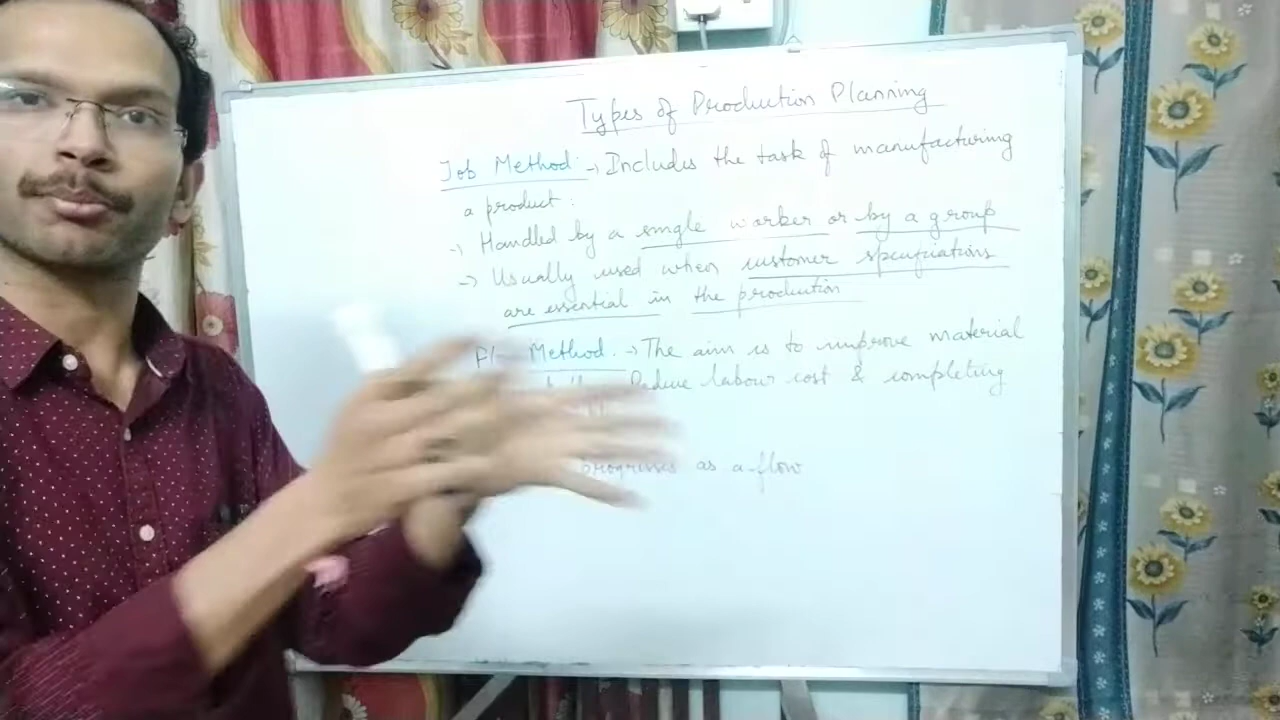 Types of Production Planning
Job Method: → Includes the task of manufacturing
a product:
→ Handled by a single worker or by a group
→ Usually used when customer specifications
are essential in the production
Method. → The aim is to improve material
Reduce labour cost & completing
progresses as a flow